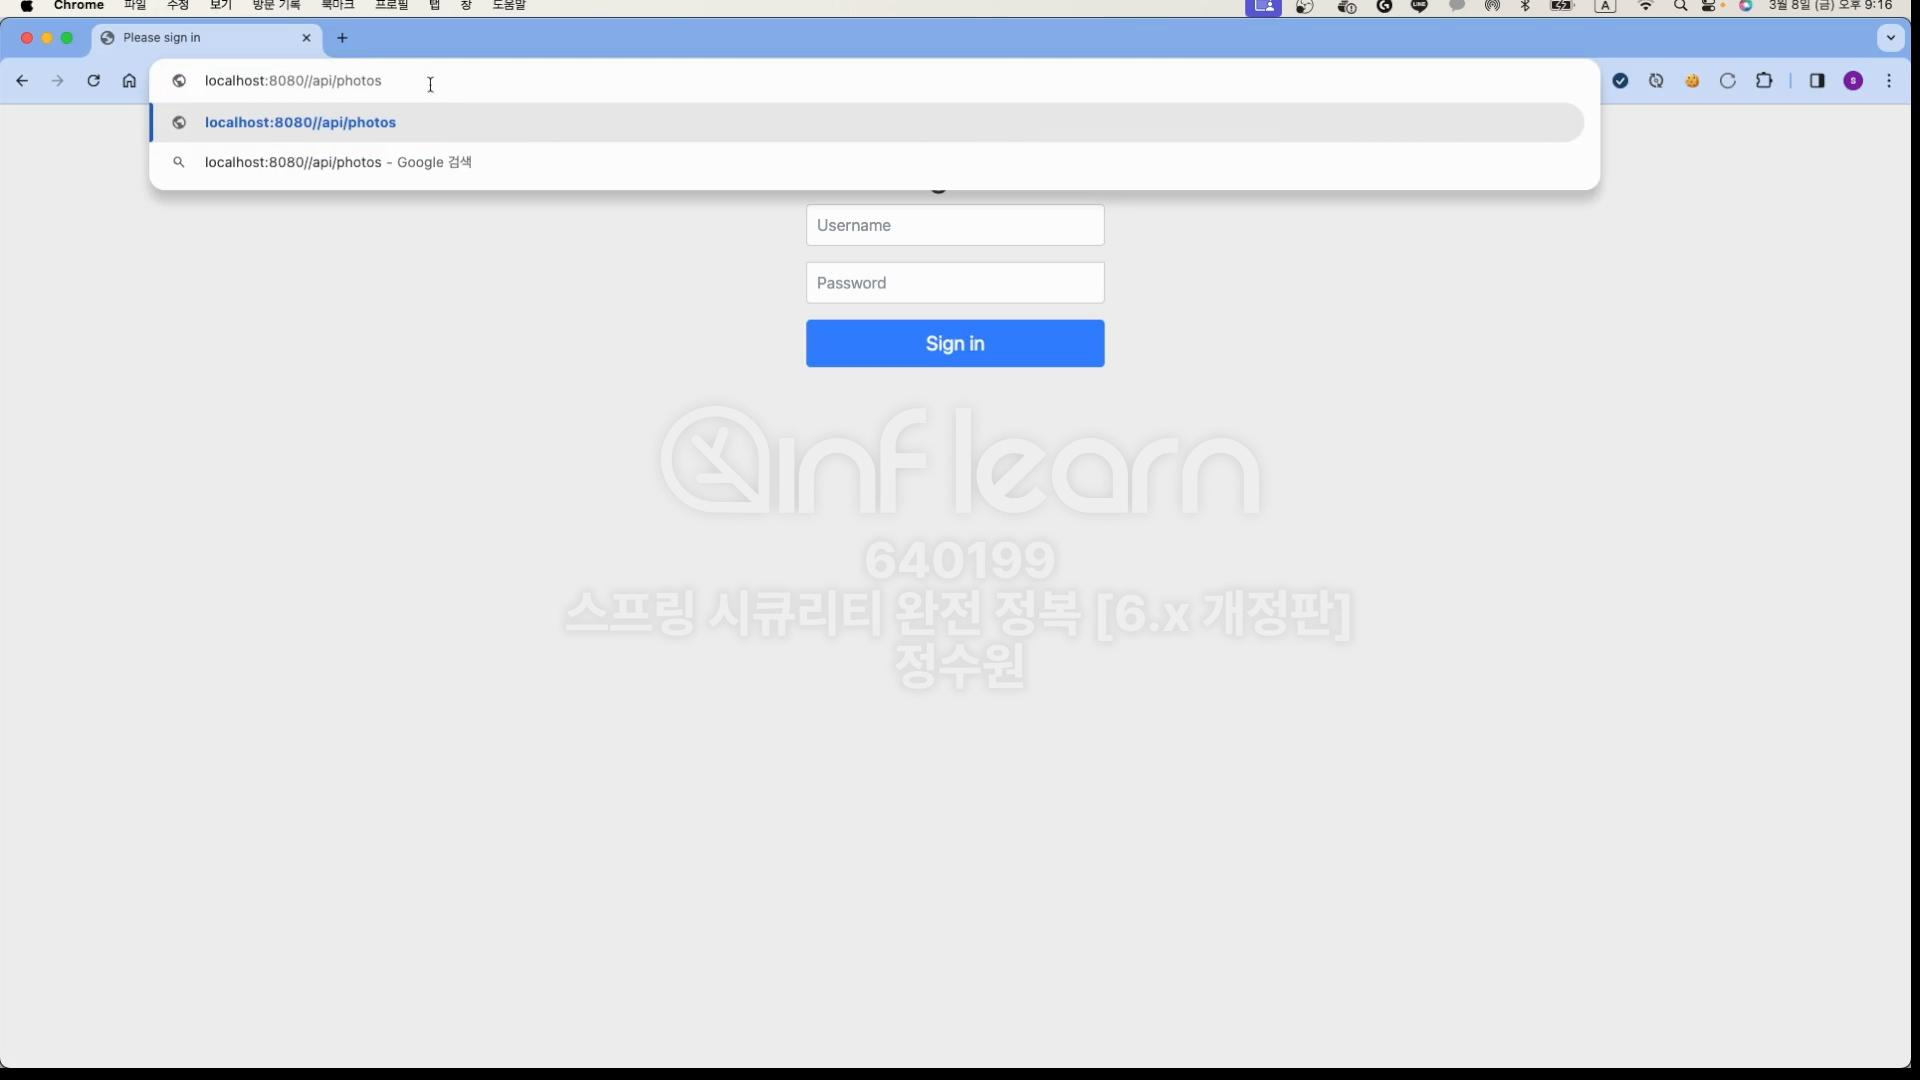 Chrome 파일 수정 보기 방문 기록 북마크 프로필 탭 창 도움말 A 3월 8일 (금) 오후 9:16
Please sign in
localhost:8080//api/photos
s
localhost:8080//api/photos
localhost:8080//api/photos - Google 검색
Username
Password
Sign in
inflearn
640199
스프링 시큐리티 완전 정복 [6.x 개정판]
정수원